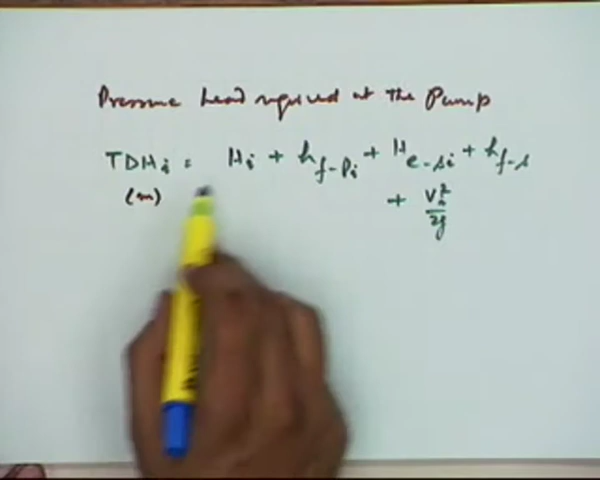 Pressure head required at the Pump
TDHi = Hi + hf-Pi + He-si + hf-s
(m) + Vi²/2g